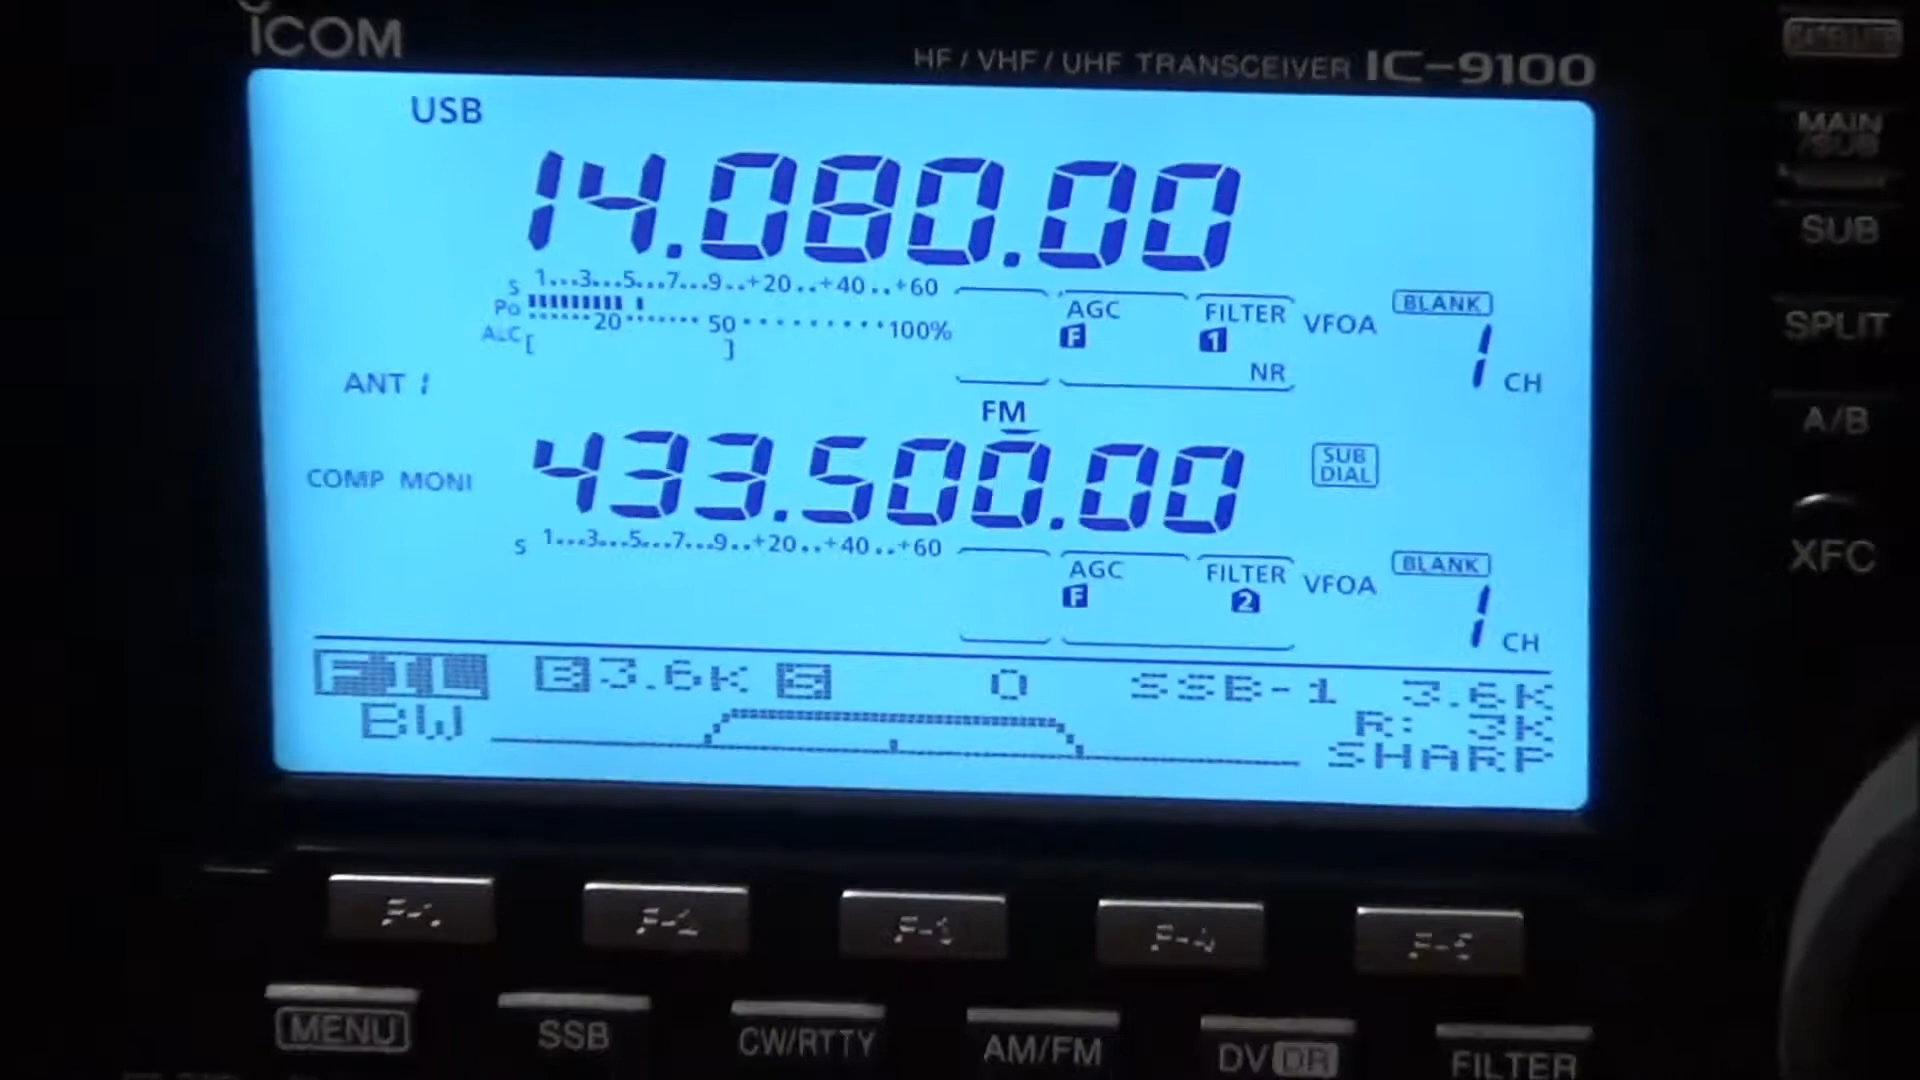 ICOM
HF / VHF / UHF TRANSCEIVER IC-9100
USB
14.080.00
S 1...3...5...7...9..+20..+40..+60
Po ......20.......50.........100%
ALC [ ]
AGC
F
FILTER
1
NR
VFOA
BLANK
1 CH
ANT 1
FM
433.500.00
SUB
DIAL
COMP MONI
S 1...3...5...7...9..+20..+40..+60
AGC
F
FILTER
2
VFOA
BLANK
1 CH
FIL B 3.6K S 0 SSB-1 3.6K
BW R: 3K
SHARP
F-1 F-2 F-3 F-4 F-5
MENU SSB CW/RTTY AM/FM DV DR FILTER
SATELLITE
MAIN
/SUB
SUB
SPLIT
A/B
XFC